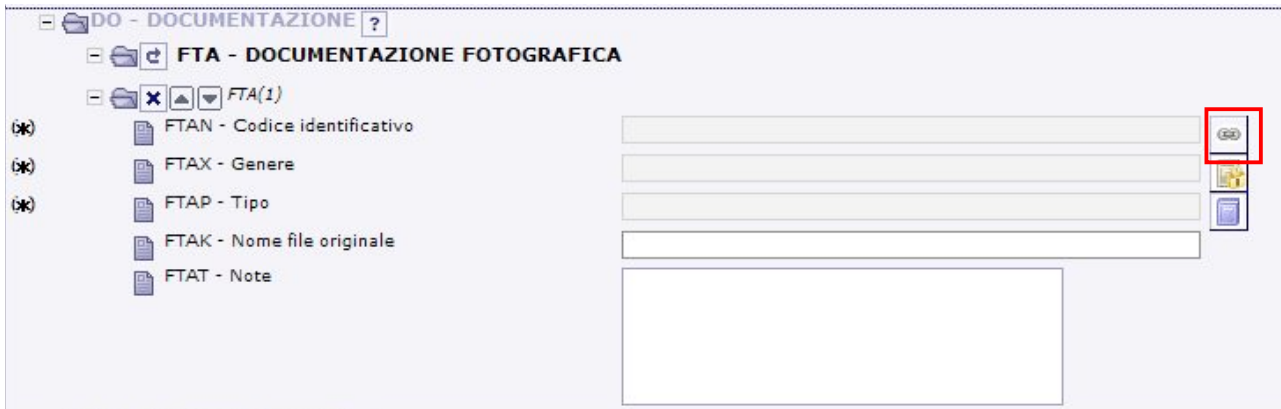 DO - DOCUMENTAZIONE ?
FTA - DOCUMENTAZIONE FOTOGRAFICA
FTA(1)
(*) FTAN - Codice identificativo
(*) FTAX - Genere
(*) FTAP - Tipo
FTAK - Nome file originale
FTAT - Note